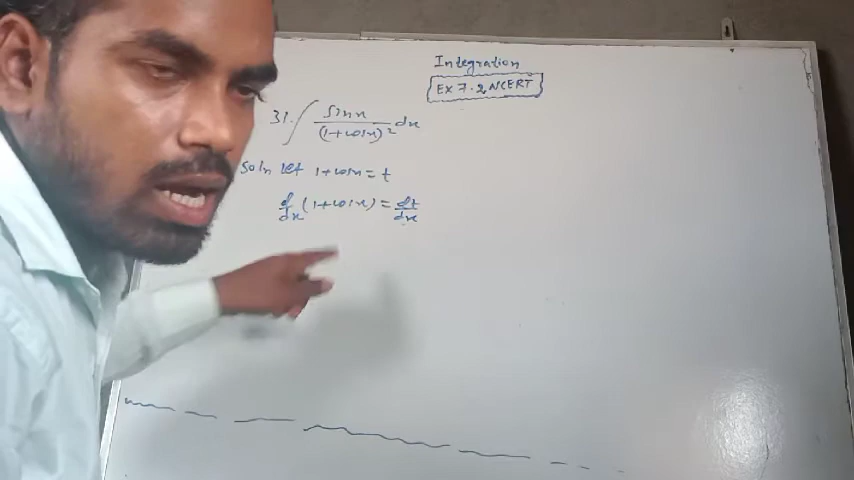 Integration
EX 7.2 NCERT
31. ∫ sinx/(1+cosx)² dx
Soln let 1+cosx = t
d/dx (1+cosx) = dt/dx